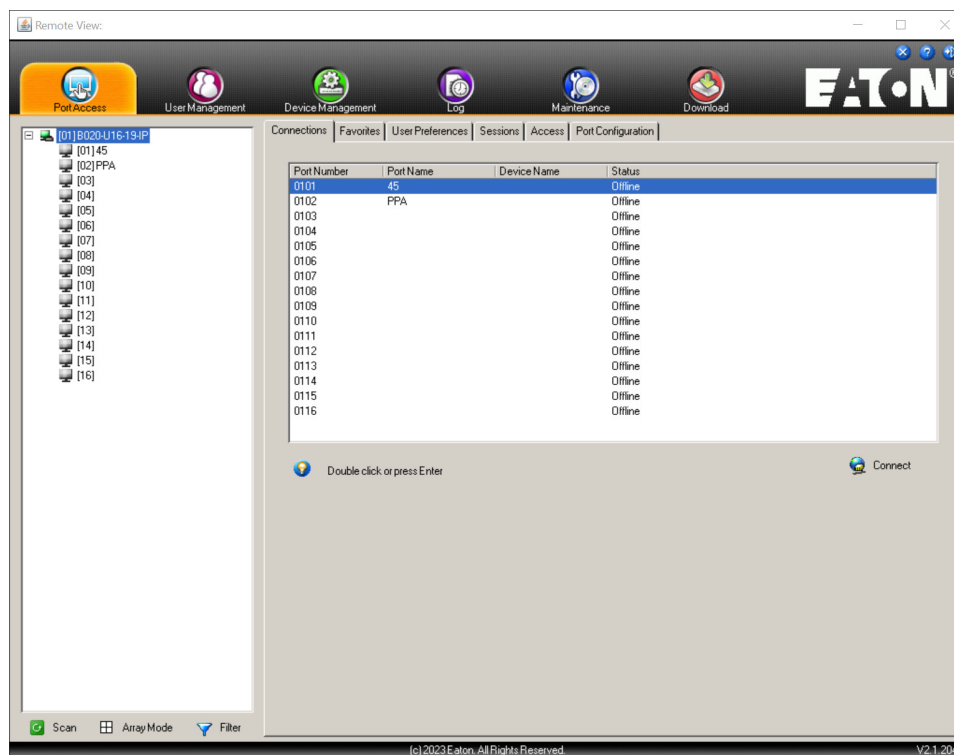 Remote View:
Port Access
User Management
Device Management
Log
Maintenance
Download
EATON
[01]B020-U16-19-IP
[01]45
[02]PPA
[03]
[04]
[05]
[06]
[07]
[08]
[09]
[10]
[11]
[12]
[13]
[14]
[15]
[16]
Scan
Array Mode
Filter
Connections Favorites User Preferences Sessions Access Port Configuration
Port Number Port Name Device Name Status
0101 45 Offline
0102 PPA Offline
0103 Offline
0104 Offline
0105 Offline
0106 Offline
0107 Offline
0108 Offline
0109 Offline
0110 Offline
0111 Offline
0112 Offline
0113 Offline
0114 Offline
0115 Offline
0116 Offline
Double click or press Enter
Connect
(c) 2023 Eaton. All Rights Reserved.